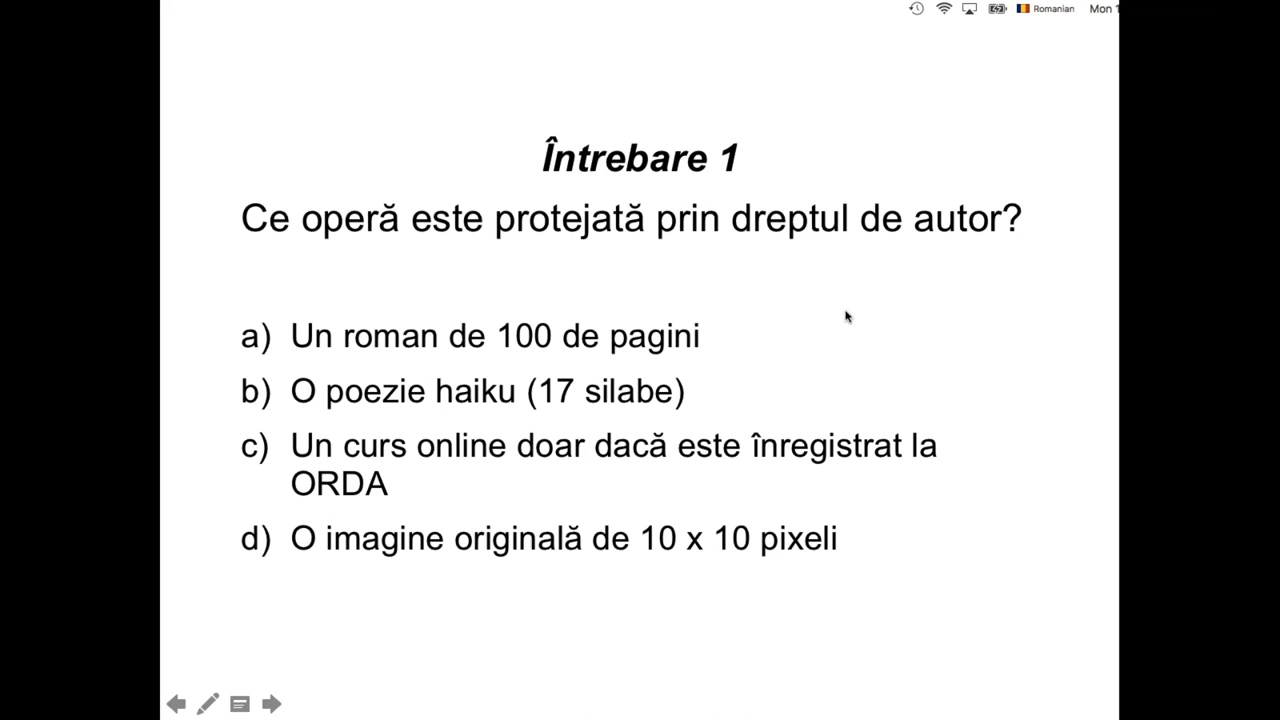 Romanian Mon 1
Întrebare 1
Ce operă este protejată prin dreptul de autor?
a) Un roman de 100 de pagini
b) O poezie haiku (17 silabe)
c) Un curs online doar dacă este înregistrat la
ORDA
d) O imagine originală de 10 x 10 pixeli